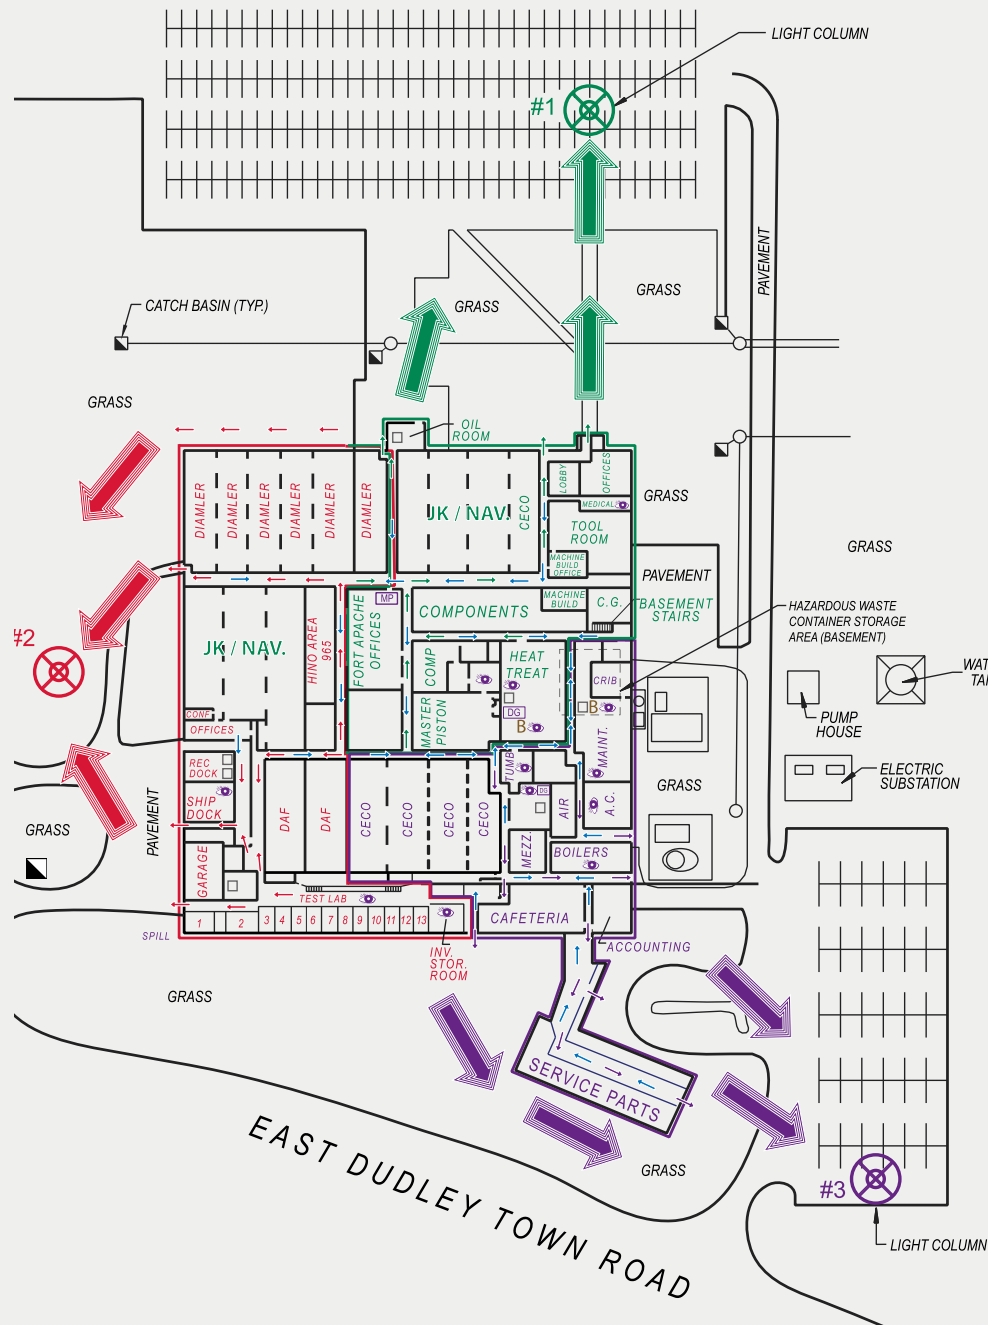 LIGHT COLUMN
#1
PAVEMENT
GRASS
GRASS
CATCH BASIN (TYP.)
GRASS
OIL
ROOM
LOBBY
OFFICES
MEDICAL
GRASS
DIAMLER
DIAMLER
DIAMLER
DIAMLER
DIAMLER
DIAMLER
JK / NAV.
CECO
TOOL
ROOM
GRASS
MACHINE
BUILD
OFFICE
PAVEMENT
MP
MACHINE
BUILD
C.G.
BASEMENT
STAIRS
COMPONENTS
HAZARDOUS WASTE
CONTAINER STORAGE
AREA (BASEMENT)
FORT APACHE
OFFICES
HINO AREA
965
#2
JK / NAV.
COMP
HEAT
TREAT
CRIB
WAT
TA
DG
B
B
CONF.
OFFICES
MASTER
PISTON
PUMP
HOUSE
MAINT.
REC
DOCK
TUMB
ELECTRIC
SUBSTATION
GRASS
DG
SHIP
DOCK
PAVEMENT
GRASS
DAF
DAF
CECO
CECO
CECO
CECO
AIR
A.C.
GARAGE
MEZZ.
BOILERS
TEST LAB
1
2
3
4
5
6
7
8
9
10
11
12
13
CAFETERIA
SPILL
INV.
STOR.
ROOM
ACCOUNTING
GRASS
SERVICE PARTS
EAST DUDLEY TOWN ROAD
GRASS
#3
LIGHT COLUMN